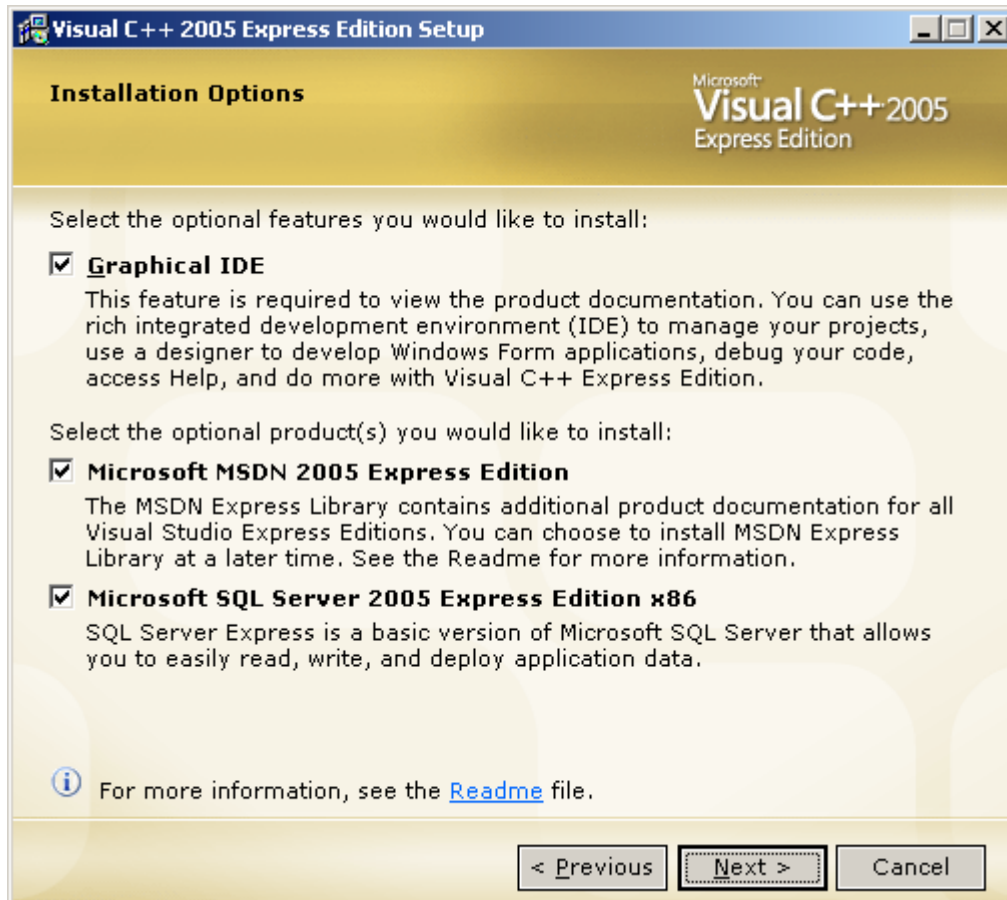 Visual C++ 2005 Express Edition Setup
Installation Options
Microsoft
Visual C++ 2005
Express Edition
Select the optional features you would like to install:
Graphical IDE
This feature is required to view the product documentation. You can use the
rich integrated development environment (IDE) to manage your projects,
use a designer to develop Windows Form applications, debug your code,
access Help, and do more with Visual C++ Express Edition.
Select the optional product(s) you would like to install:
Microsoft MSDN 2005 Express Edition
The MSDN Express Library contains additional product documentation for all
Visual Studio Express Editions. You can choose to install MSDN Express
Library at a later time. See the Readme for more information.
Microsoft SQL Server 2005 Express Edition x86
SQL Server Express is a basic version of Microsoft SQL Server that allows
you to easily read, write, and deploy application data.
For more information, see the Readme file.
< Previous Next > Cancel